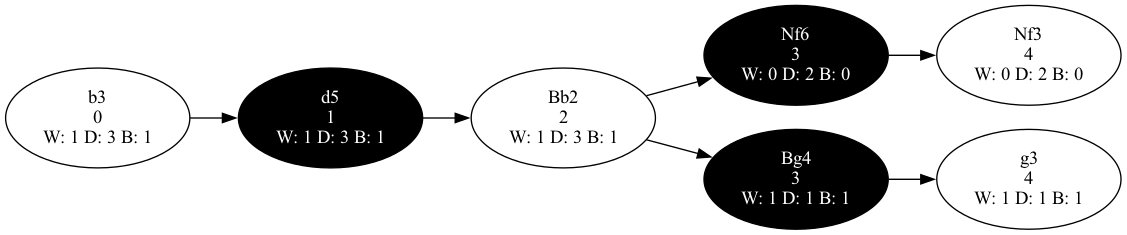 b3
0
W: 1 D: 3 B: 1
d5
1
W: 1 D: 3 B: 1
Bb2
2
W: 1 D: 3 B: 1
Nf6
3
W: 0 D: 2 B: 0
Nf3
4
W: 0 D: 2 B: 0
Bg4
3
W: 1 D: 1 B: 1
g3
4
W: 1 D: 1 B: 1